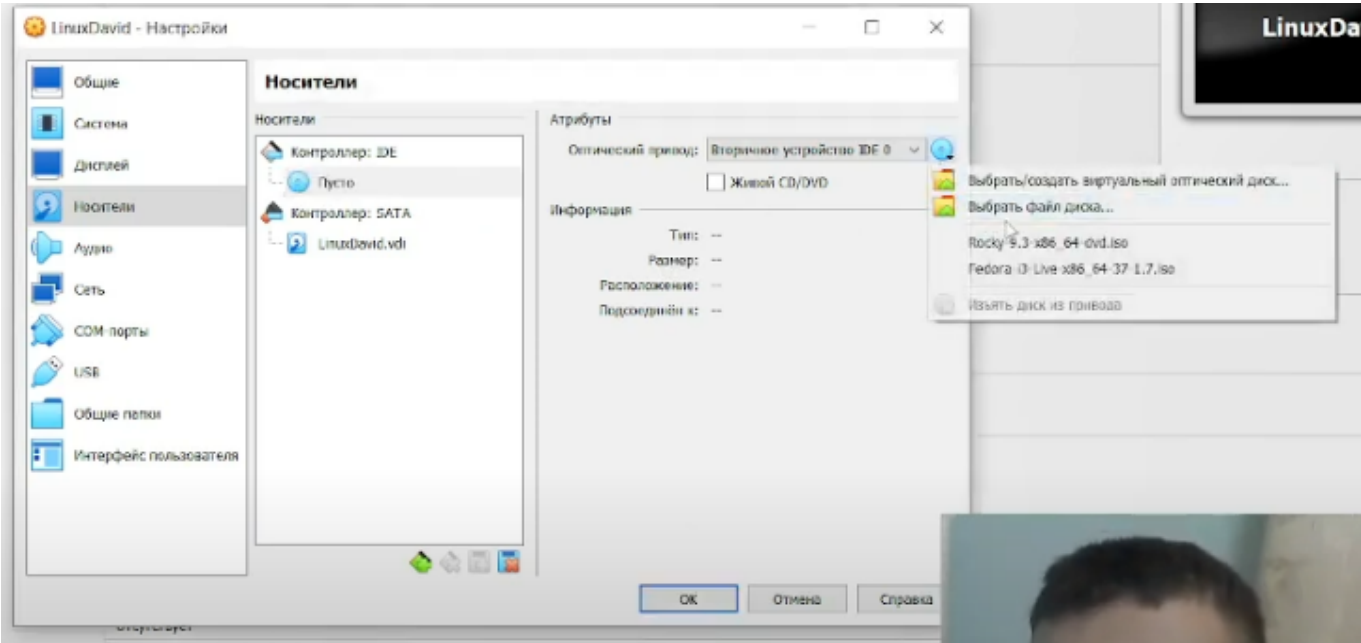 LinuxDavid - Настройки
LinuxDa
Общие
Система
Дисплей
Носители
Аудио
Сеть
COM-порты
USB
Общие папки
Интерфейс пользователя
Носители
Носители
Контроллер: IDE
Пусто
Контроллер: SATA
LinuxDavid.vdi
Атрибуты
Оптический привод: Вторичное устройство IDE 0
Живой CD/DVD
Информация
Тип: --
Размер: --
Расположение: --
Подсоединён к: --
Выбрать/создать виртуальный оптический диск...
Выбрать файл диска...
Rocky-9.3-x86_64-dvd.iso
Fedora-i3-Live-x86_64-37-1.7.iso
Изъять диск из привода
OK
Отмена
Справка
Отсутствует